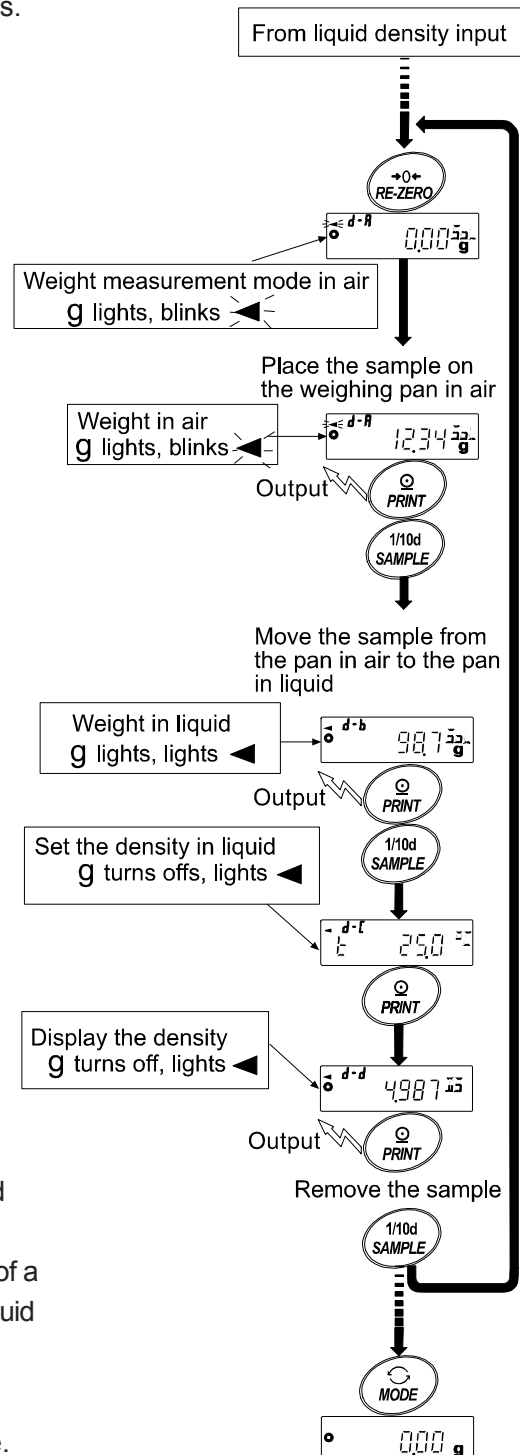 s.
From liquid density input
→0←
RE-ZERO
d-A
0.00 g
Weight measurement mode in air
g lights, blinks ◀
Place the sample on
the weighing pan in air
Weight in air
g lights, blinks ◀
d-A
12.34 g
Output
PRINT
1/10d
SAMPLE
Move the sample from
the pan in air to the pan
in liquid
Weight in liquid
g lights, lights ◀
d-b
9.87 g
Output
PRINT
1/10d
SAMPLE
Set the density in liquid
g turns offs, lights ◀
d-C
t 25.0
PRINT
Display the density
g turns off, lights ◀
d-d
4.987
Output
PRINT
d
Remove the sample
1/10d
SAMPLE
of a
uid
MODE
e.
0.00 g